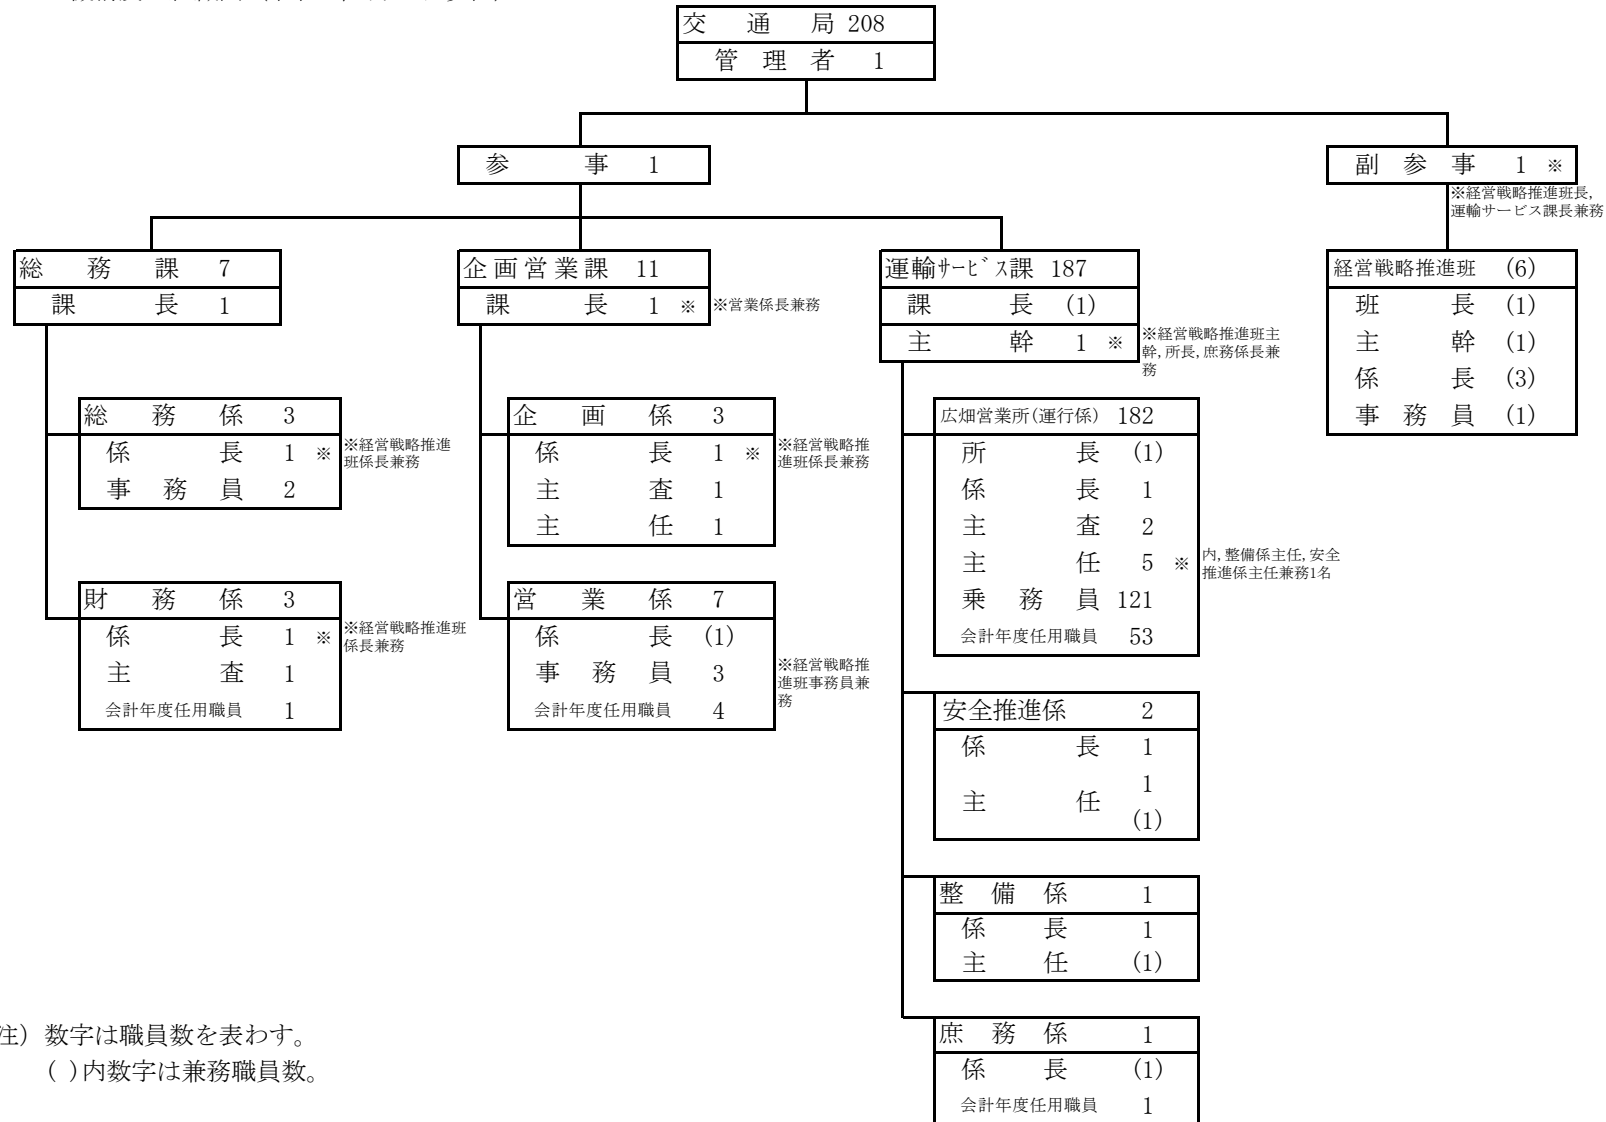 交通局 208
管理者 1
参事 1
副参事 1 ※
※経営戦略推進班長,
運輸サービス課長兼務
総務課 7
課長 1
企画営業課 11
課長 1 ※
※営業係長兼務
運輸サービス課 187
課長 (1)
主幹 1 ※
※経営戦略推進班主
幹,所長,庶務係長兼
務
経営戦略推進班 (6)
班長 (1)
主幹 (1)
係長 (3)
事務員 (1)
総務係 3
係長 1 ※
※経営戦略推進
班係長兼務
事務員 2
財務係 3
係長 1 ※
※経営戦略推進班
係長兼務
主査 1
会計年度任用職員 1
企画係 3
係長 1 ※
※経営戦略推
進班係長兼務
主査 1
主任 1
営業係 7
係長 (1)
事務員 3
※経営戦略推
進班事務員兼
務
会計年度任用職員 4
広畑営業所(運行係) 182
所長 (1)
係長 1
主査 2
主任 5 ※
内,整備係主任,安全
推進係主任兼務1名
乗務員 121
会計年度任用職員 53
安全推進係 2
係長 1
主任 1
(1)
整備係 1
係長 1
主任 (1)
庶務係 1
係長 (1)
会計年度任用職員 1
注) 数字は職員数を表わす。
( )内数字は兼務職員数。